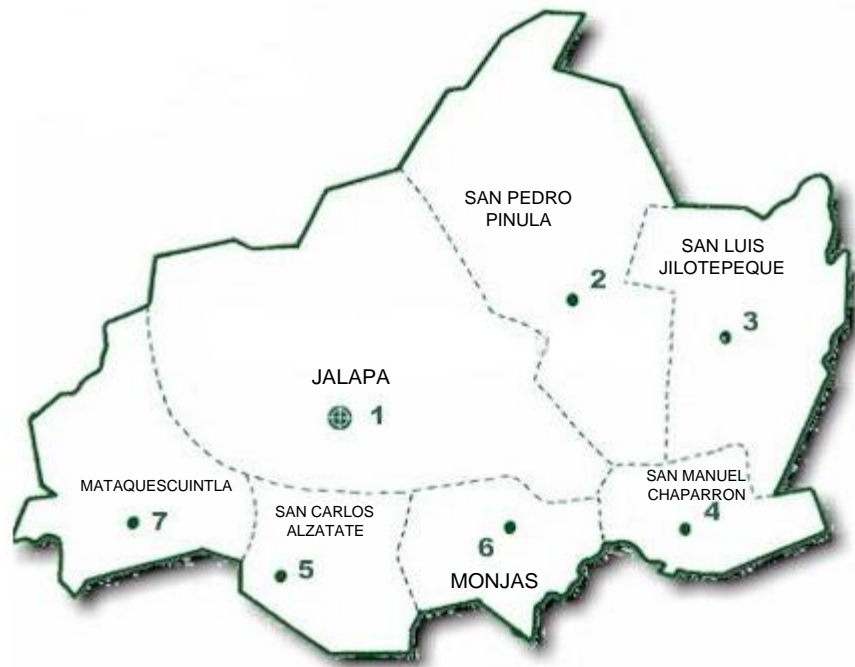 SAN PEDRO
PINULA
2
SAN LUIS
JILOTEPEQUE
3
JALAPA
1
MATAQUESCUINTLA
7
SAN CARLOS
ALZATATE
5
6
MONJAS
SAN MANUEL
CHAPARRON
4